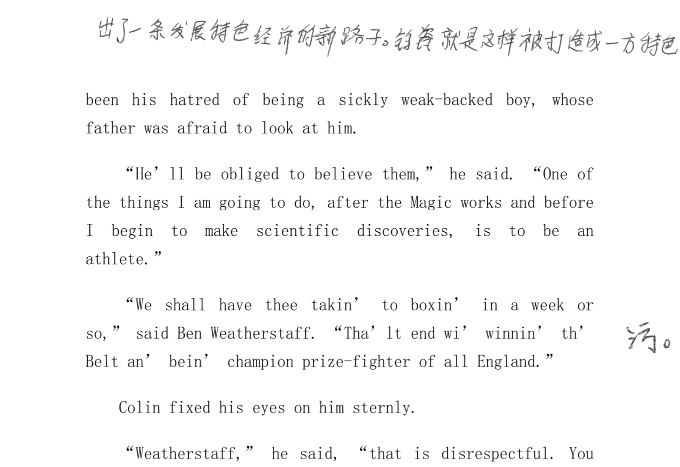 出了一条发展特色经济的新路子。钧瓷就是这样被打造成一方特色
been his hatred of being a sickly weak-backed boy, whose
father was afraid to look at him.
“He’ll be obliged to believe them,” he said. “One of
the things I am going to do, after the Magic works and before
I begin to make scientific discoveries, is to be an
athlete.”
“We shall have thee takin’ to boxin’ in a week or
so,” said Ben Weatherstaff. “Tha’lt end wi’ winnin’ th’
Belt an’ bein’ champion prize-fighter of all England.”
污。
Colin fixed his eyes on him sternly.
“Weatherstaff,” he said, “that is disrespectful. You